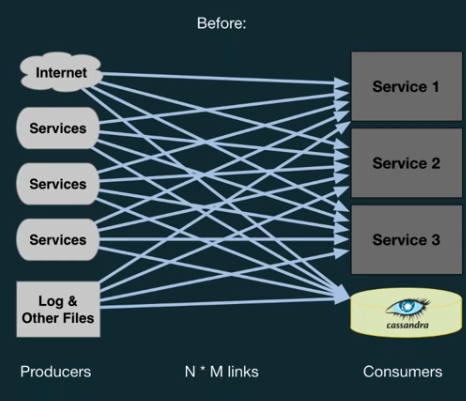 Before:
Internet
Service 1
Services
Service 2
Services
Services
Service 3
Log &
Other Files
cassandra
Producers
N * M links
Consumers